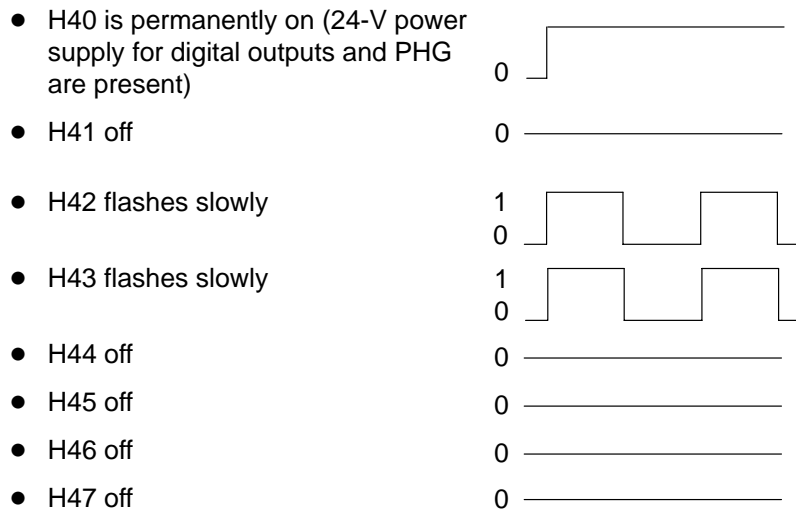 ● H40 is permanently on (24-V power
supply for digital outputs and PHG
are present)
0
● H41 off
0
● H42 flashes slowly
1
0
● H43 flashes slowly
1
0
● H44 off
0
● H45 off
0
● H46 off
0
● H47 off
0